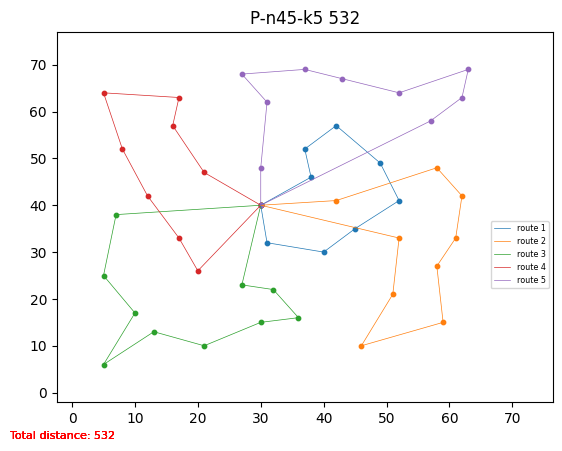 P-n45-k5 532
70
60
50
40
30
20
10
0
route 1
route 2
route 3
route 4
route 5
0 10 20 30 40 50 60 70
Total distance: 532